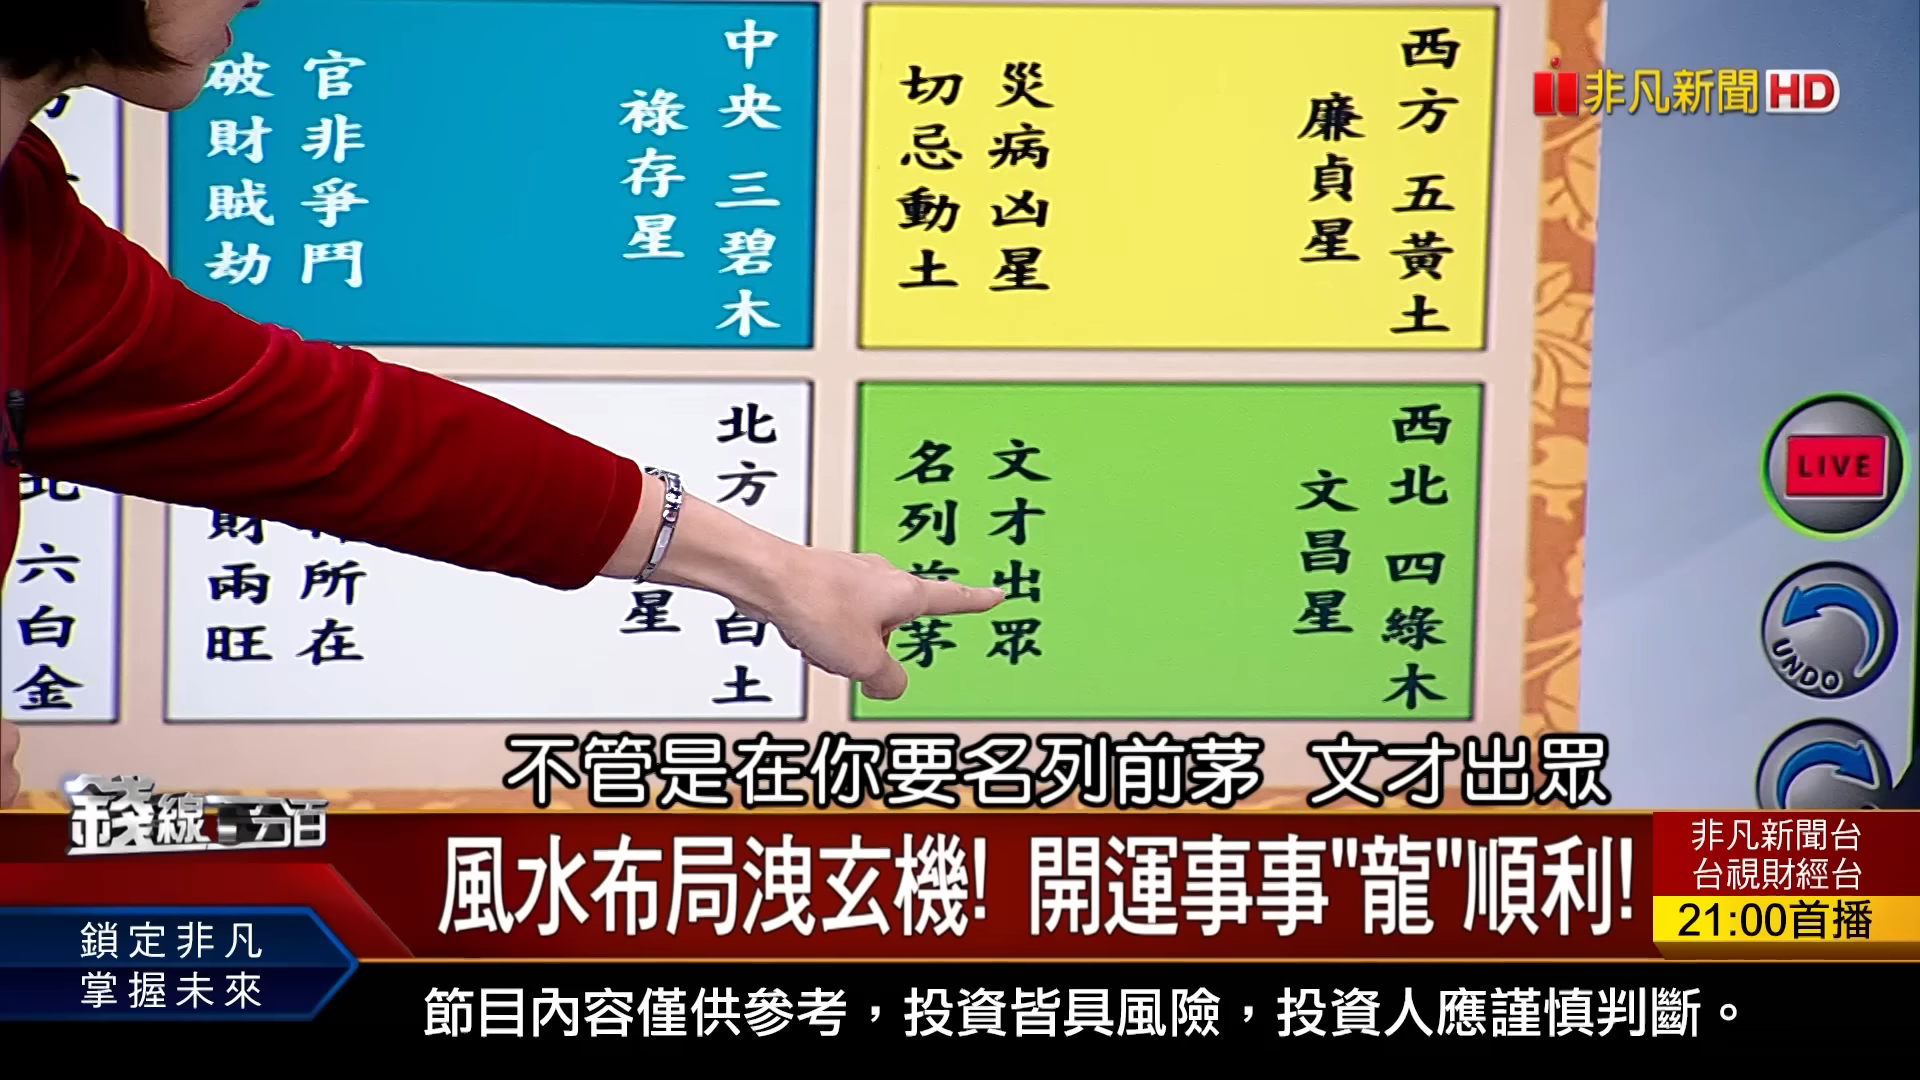 中央 三碧木
祿存星
官非爭鬥
破財賊劫
西方 五黃土
廉貞星
災病凶星
切忌動土
非凡新聞HD
北 六白金
北方 白土
星
所在
財兩旺
西北 四綠木
文昌星
文才出眾
名列前茅
LIVE
UNDO
不管是在你要名列前茅 文才出眾
錢線百分百
風水布局洩玄機! 開運事事"龍"順利!
非凡新聞台
台視財經台
21:00首播
鎖定非凡
掌握未來
節目內容僅供參考,投資皆具風險,投資人應謹慎判斷。